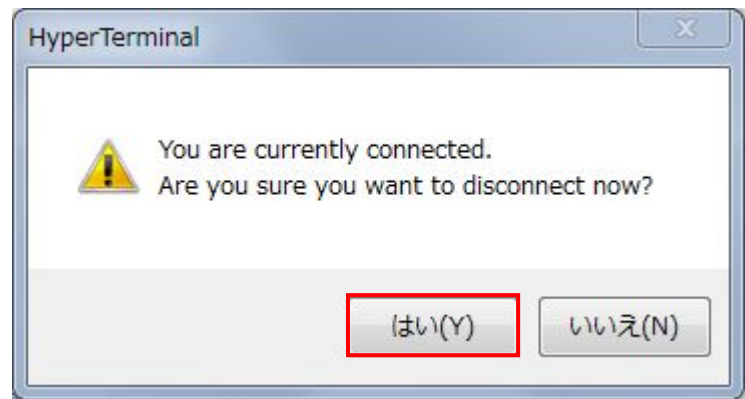 HyperTerminal
You are currently connected.
Are you sure you want to disconnect now?
はい(Y)
いいえ(N)